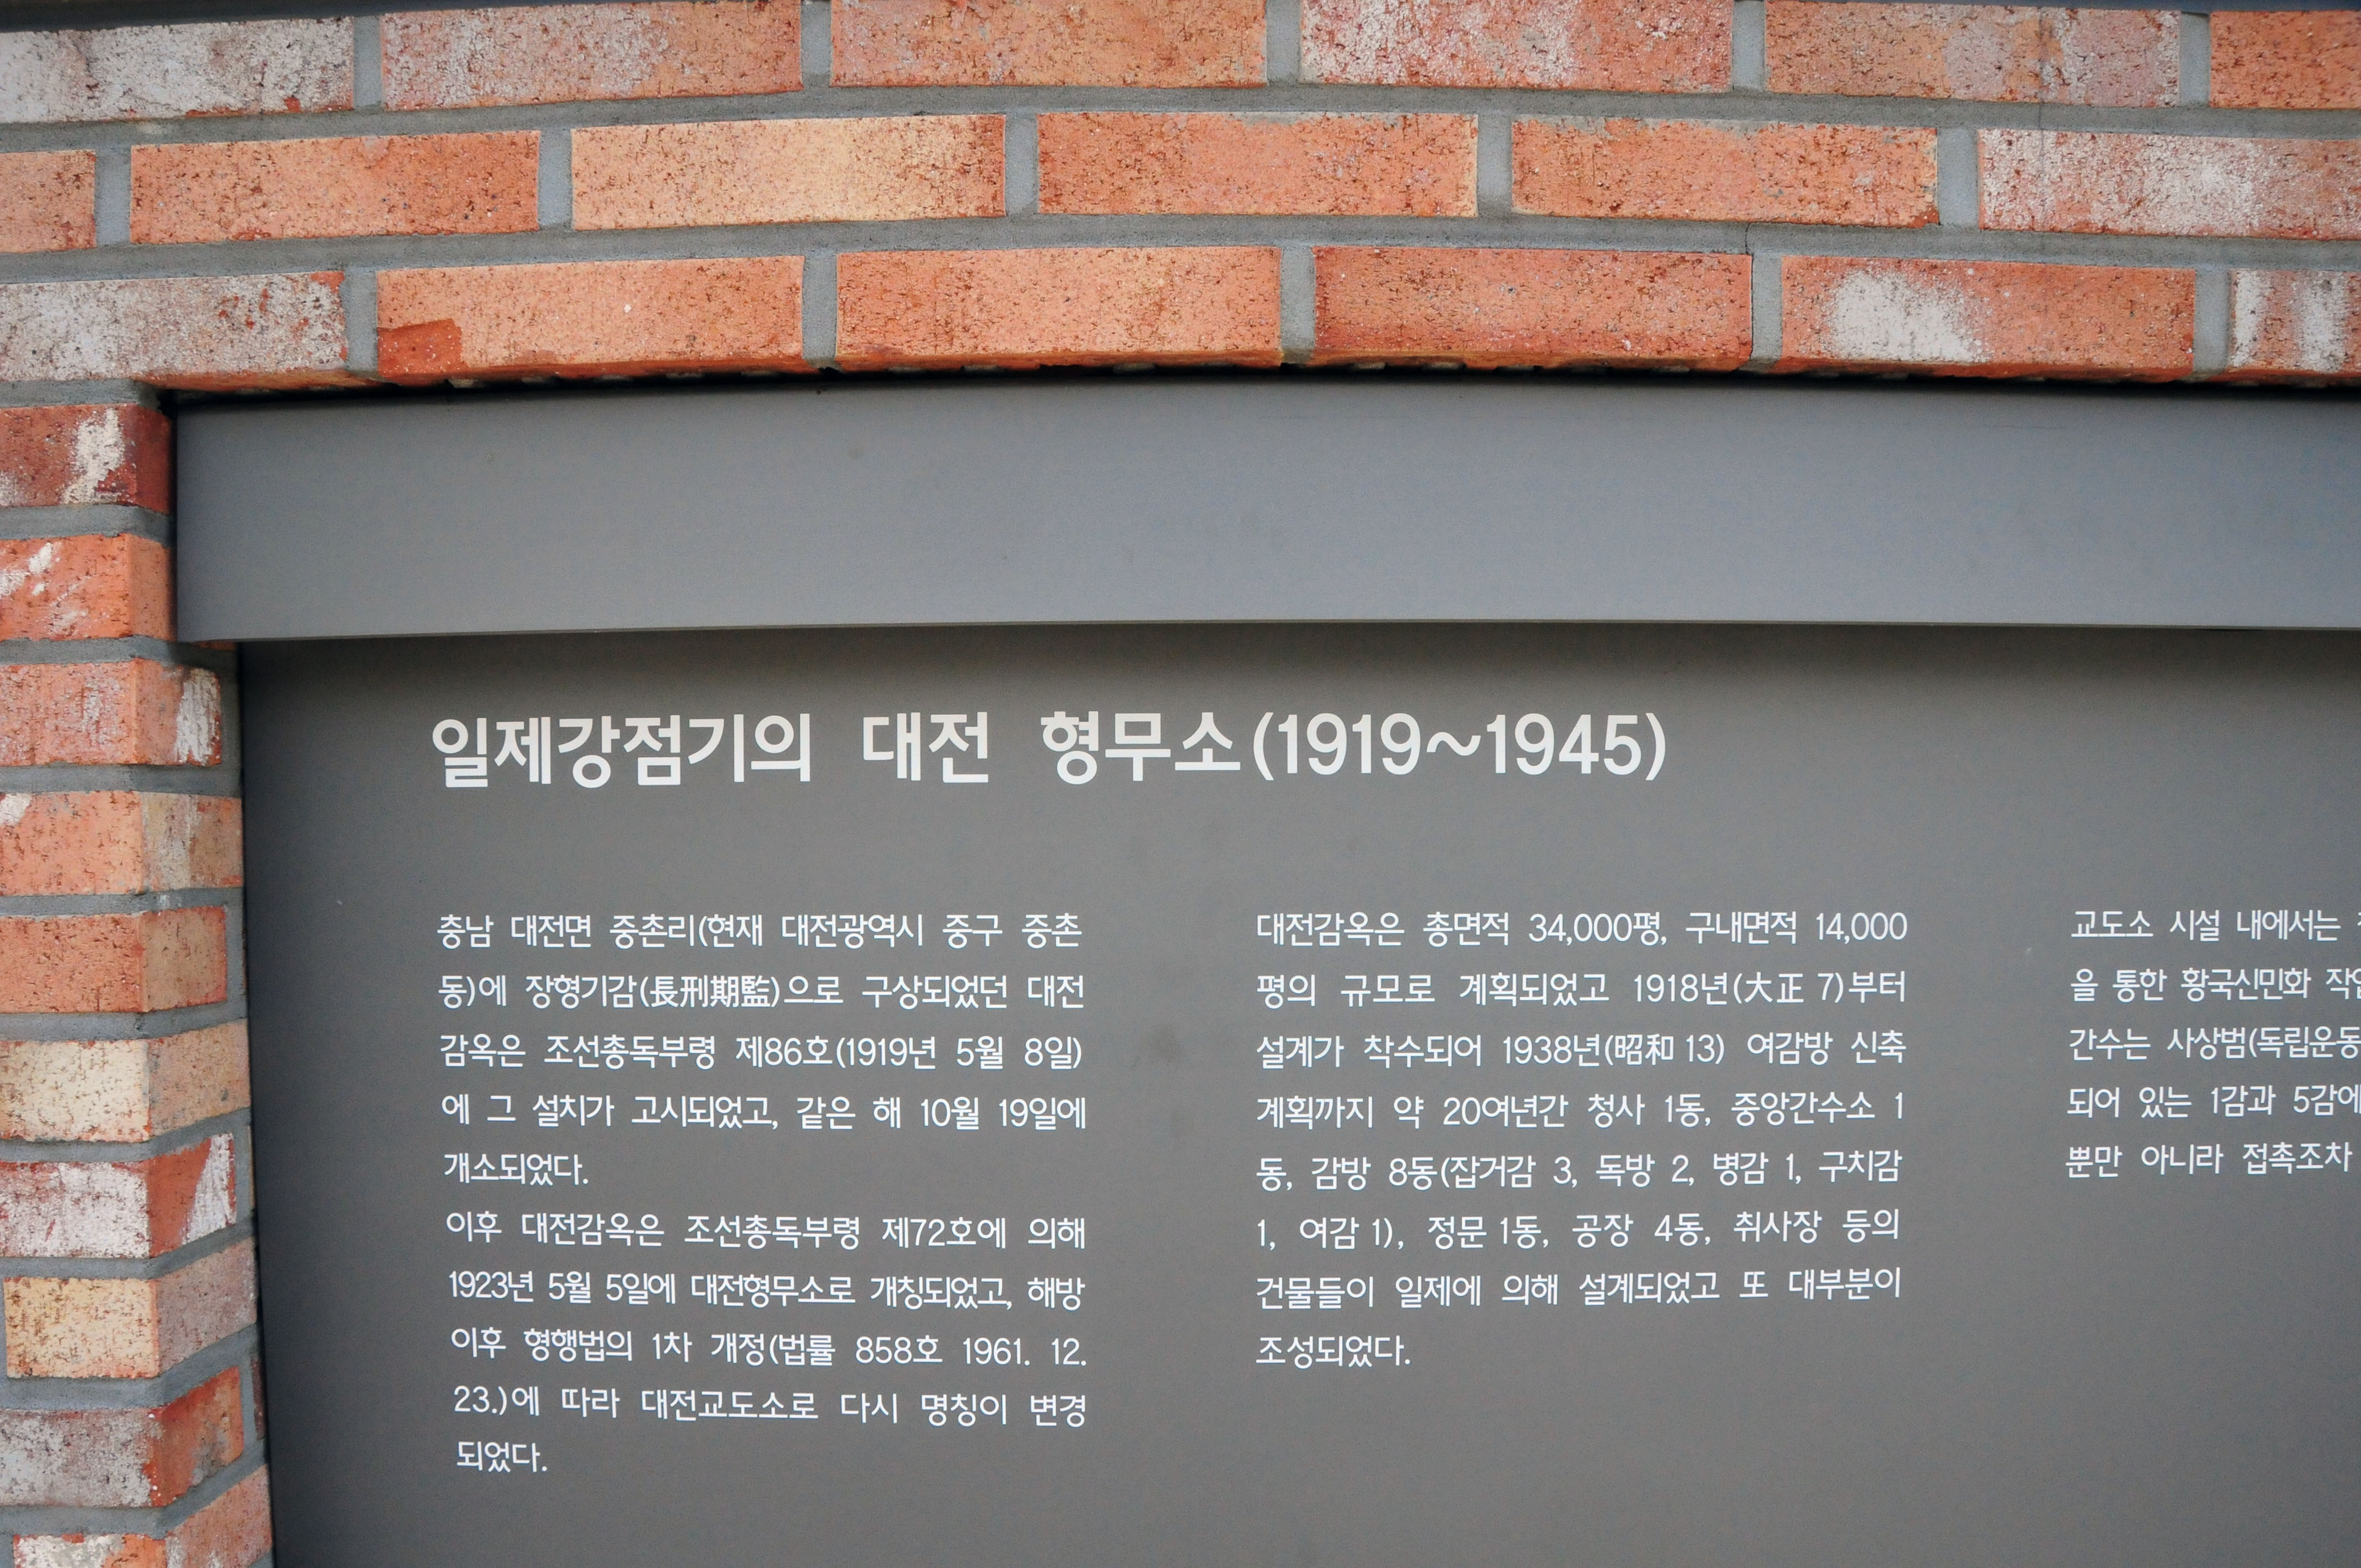 일제강점기의 대전 형무소(1919~1945)
충남 대전면 중촌리(현재 대전광역시 중구 중촌
동)에 장형기감(長刑期監)으로 구상되었던 대전
감옥은 조선총독부령 제86호(1919년 5월 8일)
에 그 설치가 고시되었고, 같은 해 10월 19일에
개소되었다.
이후 대전감옥은 조선총독부령 제72호에 의해
1923년 5월 5일에 대전형무소로 개칭되었고, 해방
이후 형행법의 1차 개정(법률 858호 1961. 12.
23.)에 따라 대전교도소로 다시 명칭이 변경
되었다.
대전감옥은 총면적 34,000평, 구내면적 14,000
평의 규모로 계획되었고 1918년(大正 7)부터
설계가 착수되어 1938년(昭和 13) 여감방 신축
계획까지 약 20여년간 청사 1동, 중앙간수소 1
동, 감방 8동(잡거감 3, 독방 2, 병감 1, 구치감
1, 여감 1), 정문 1동, 공장 4동, 취사장 등의
건물들이 일제에 의해 설계되었고 또 대부분이
조성되었다.
교도소 시설 내에서는
을 통한 황국신민화
간수는 사상범(독립운동
되어 있는 1감과 5감에
뿐만 아니라 접촉조차